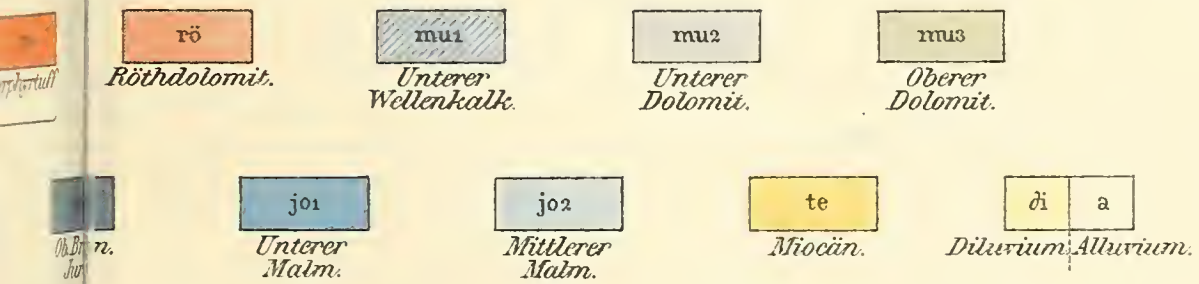 rö mu1 mu2 mu3
Röthdolomit. Unterer Unterer Oberer
Wellenkalk. Dolomit. Dolomit.
jo1 jo2 te di a
Unterer Mittlerer Miocän. Diluvium Alluvium.
Malm. Malm.